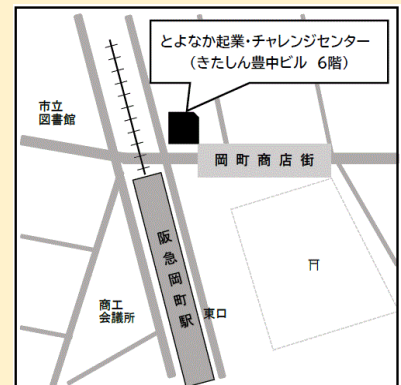 とよなか起業・チャレンジセンター
（きたしん豊中ビル 6階）
市立
図書館
岡町商店街
阪急岡町駅
商工
会議所
東口